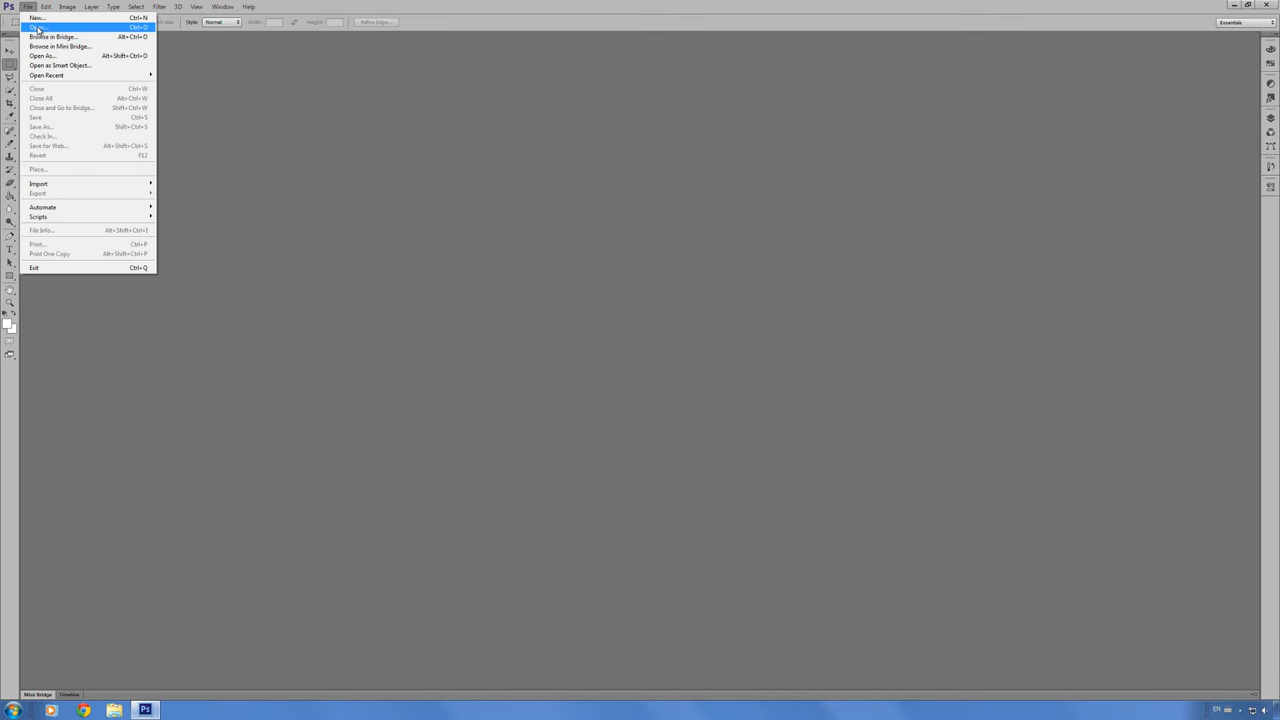 Ps File Edit Image Layer Type Select Filter 3D View Window Help
Style: Normal Width: Height: Refine Edge... Essentials
New... Ctrl+N
Open... Ctrl+O
Browse in Bridge... Alt+Ctrl+O
Browse in Mini Bridge...
Open As... Alt+Shift+Ctrl+O
Open as Smart Object...
Open Recent
Close Ctrl+W
Close All Alt+Ctrl+W
Close and Go to Bridge... Shift+Ctrl+W
Save Ctrl+S
Save As... Shift+Ctrl+S
Check In...
Save for Web... Alt+Shift+Ctrl+S
Revert F12
Place...
Import
Export
Automate
Scripts
File Info... Alt+Shift+Ctrl+I
Print... Ctrl+P
Print One Copy Alt+Shift+Ctrl+P
Exit Ctrl+Q
Mini Bridge Timeline
Ps EN